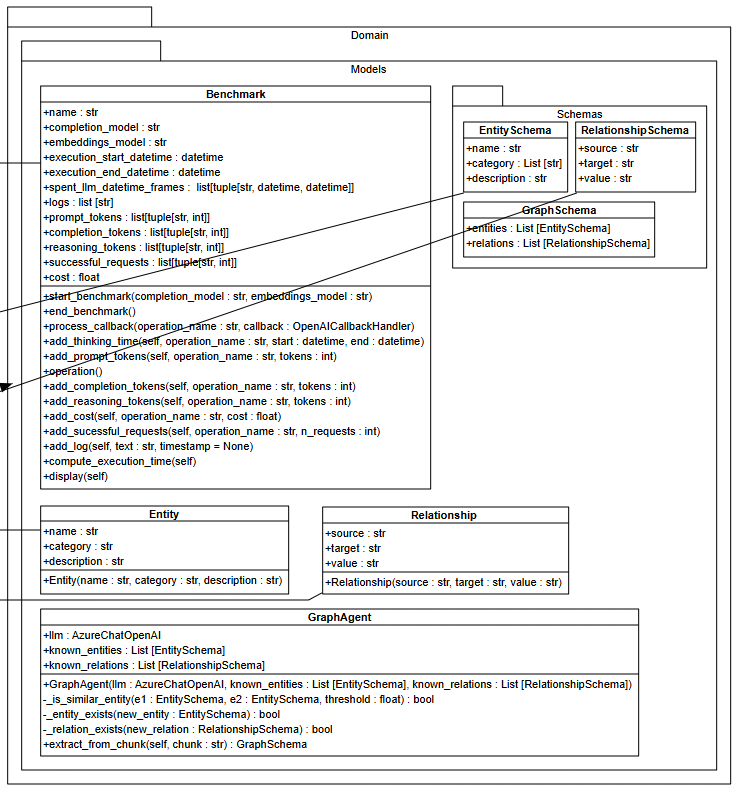 Domain
Models
Benchmark
+name : str
+completion_model : str
+embeddings_model : str
+execution_start_datetime : datetime
+execution_end_datetime : datetime
+spent_llm_datetime_frames : list[tuple[str, datetime, datetime]]
+logs : list [str]
+prompt_tokens : list[tuple[str, int]]
+completion_tokens : list[tuple[str, int]]
+reasoning_tokens : list[tuple[str, int]]
+successful_requests : list[tuple[str, int]]
+cost : float
+start_benchmark(completion_model : str, embeddings_model : str)
+end_benchmark()
+process_callback(operation_name : str, callback : OpenAICallbackHandler)
+add_thinking_time(self, operation_name : str, start : datetime, end : datetime)
+add_prompt_tokens(self, operation_name : str, tokens : int)
+operation()
+add_completion_tokens(self, operation_name : str, tokens : int)
+add_reasoning_tokens(self, operation_name : str, tokens : int)
+add_cost(self, operation_name : str, cost : float)
+add_sucessful_requests(self, operation_name : str, n_requests : int)
+add_log(self, text : str, timestamp = None)
+compute_execution_time(self)
+display(self)
Schemas
EntitySchema
+name : str
+category : List [str]
+description : str
RelationshipSchema
+source : str
+target : str
+value : str
GraphSchema
+entities : List [EntitySchema]
+relations : List [RelationshipSchema]
Entity
+name : str
+category : str
+description : str
+Entity(name : str, category : str, description : str)
Relationship
+source : str
+target : str
+value : str
+Relationship(source : str, target : str, value : str)
GraphAgent
+llm : AzureChatOpenAI
+known_entities : List [EntitySchema]
+known_relations : List [RelationshipSchema]
+GraphAgent(llm : AzureChatOpenAI, known_entities : List [EntitySchema], known_relations : List [RelationshipSchema])
-_is_similar_entity(e1 : EntitySchema, e2 : EntitySchema, threshold : float) : bool
-_entity_exists(new_entity : EntitySchema) : bool
-_relation_exists(new_relation : RelationshipSchema) : bool
+extract_from_chunk(self, chunk : str) : GraphSchema